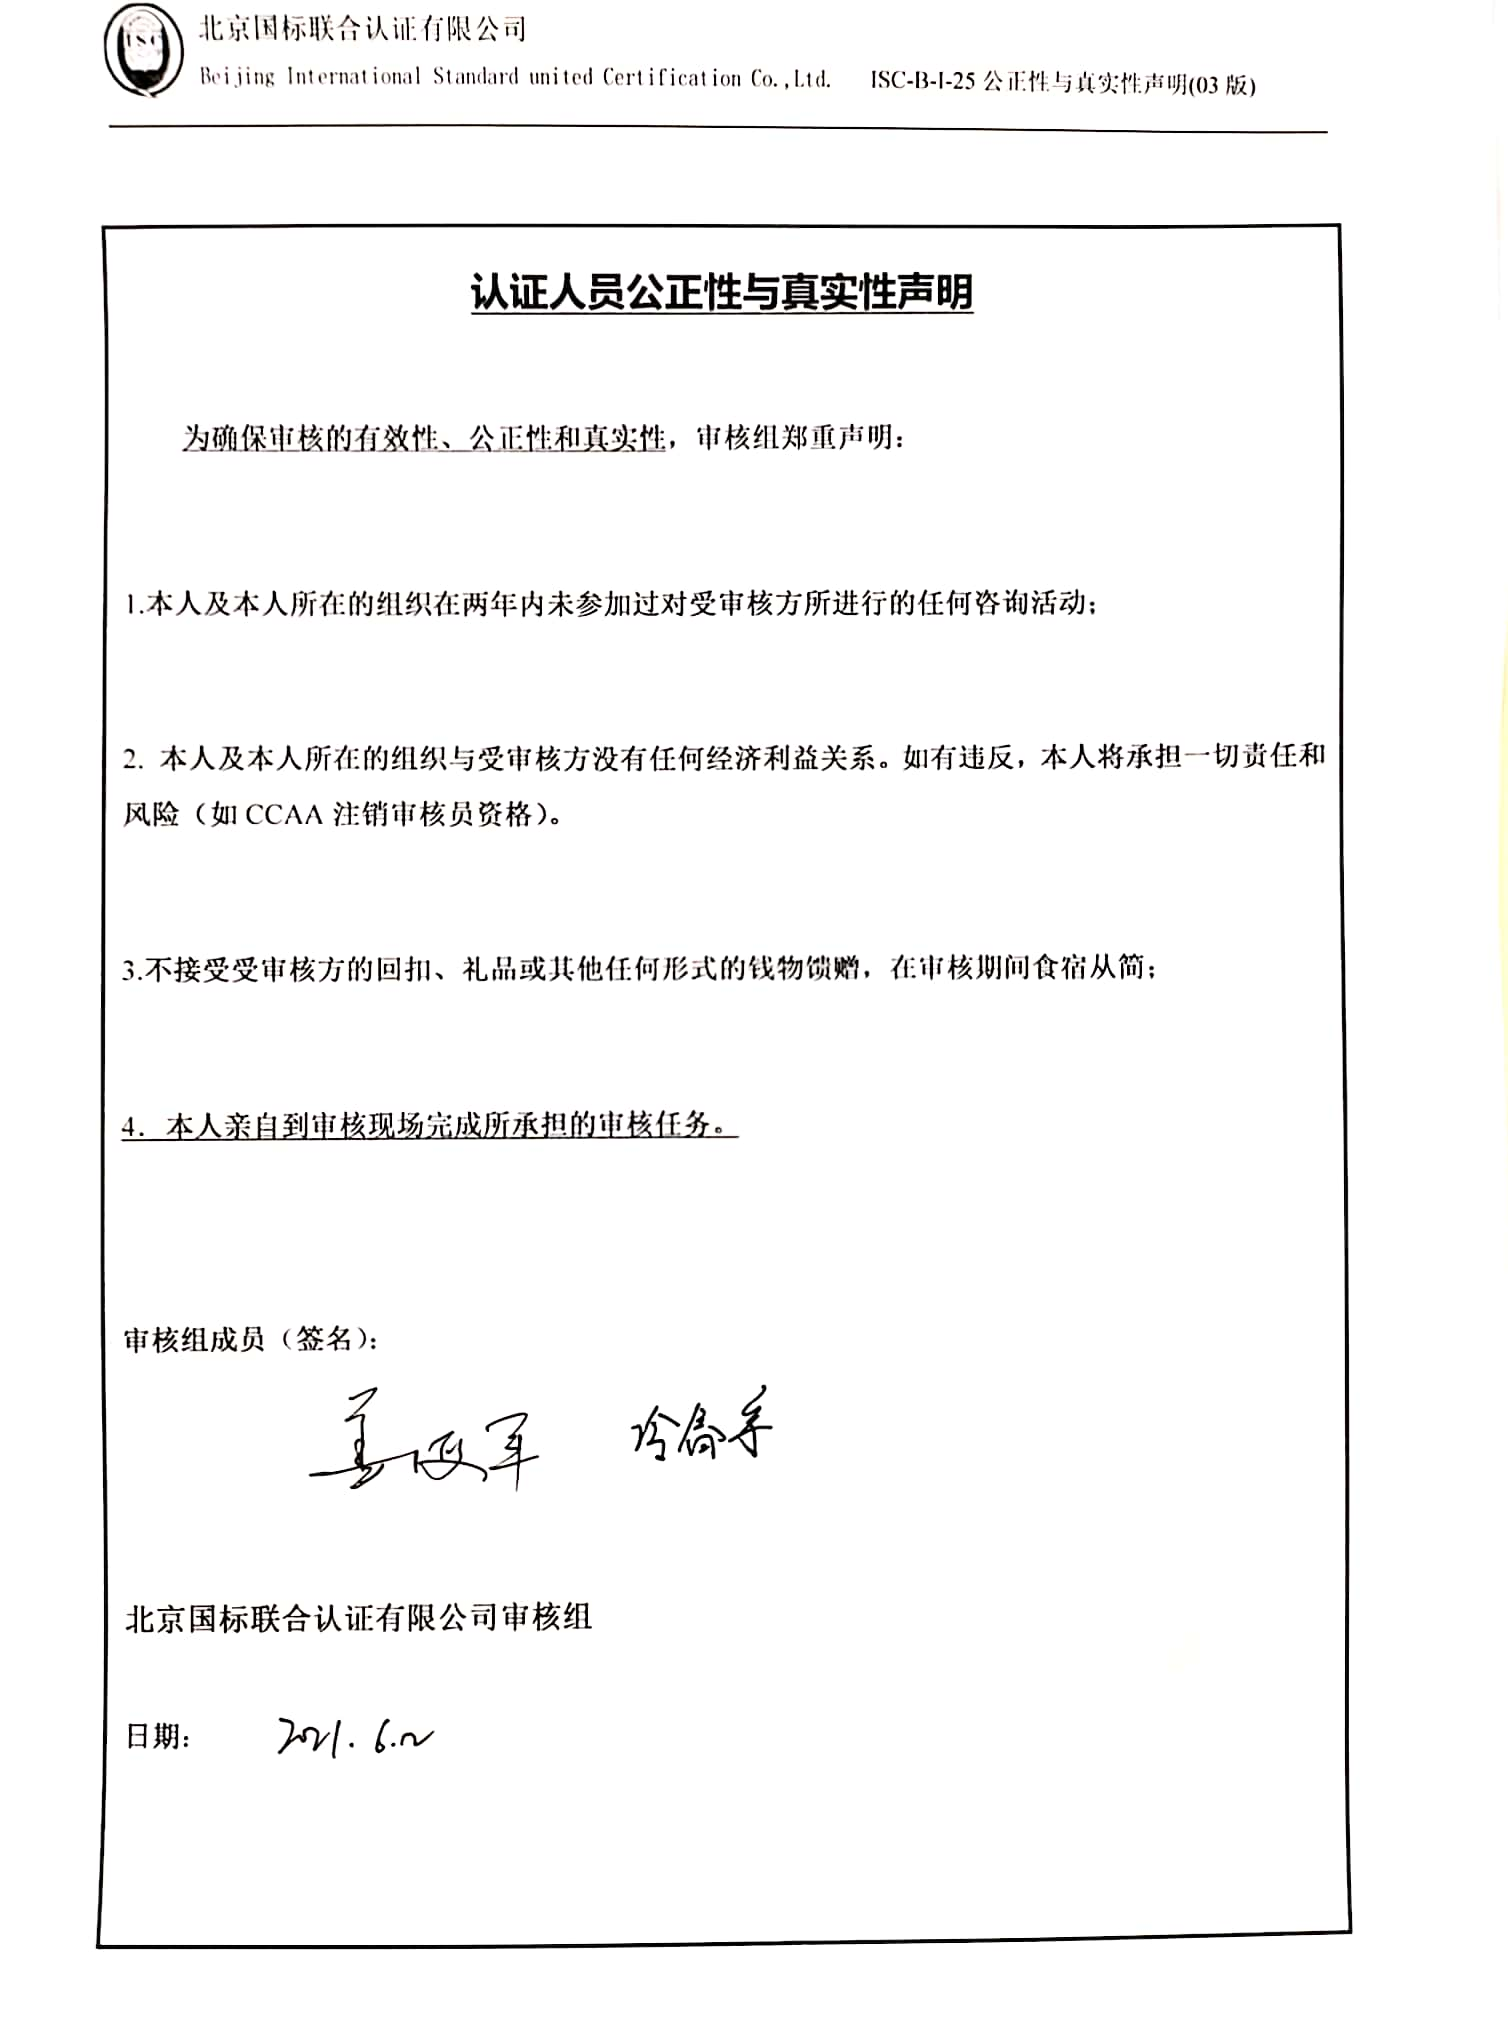 ISC
北京国标联合认证有限公司
Beijing International Standard united Certification Co.,Ltd. ISC-B-I-25 公正性与真实性声明(03 版)
认证人员公正性与真实性声明
为确保审核的有效性、公正性和真实性，审核组郑重声明：
1.本人及本人所在的组织在两年内未参加过对受审核方所进行的任何咨询活动；
2. 本人及本人所在的组织与受审核方没有任何经济利益关系。如有违反，本人将承担一切责任和
风险（如 CCAA 注销审核员资格）。
3.不接受受审核方的回扣、礼品或其他任何形式的钱物馈赠，在审核期间食宿从简；
4. 本人亲自到审核现场完成所承担的审核任务。
审核组成员（签名）：
北京国标联合认证有限公司审核组
日期： 2021.6.